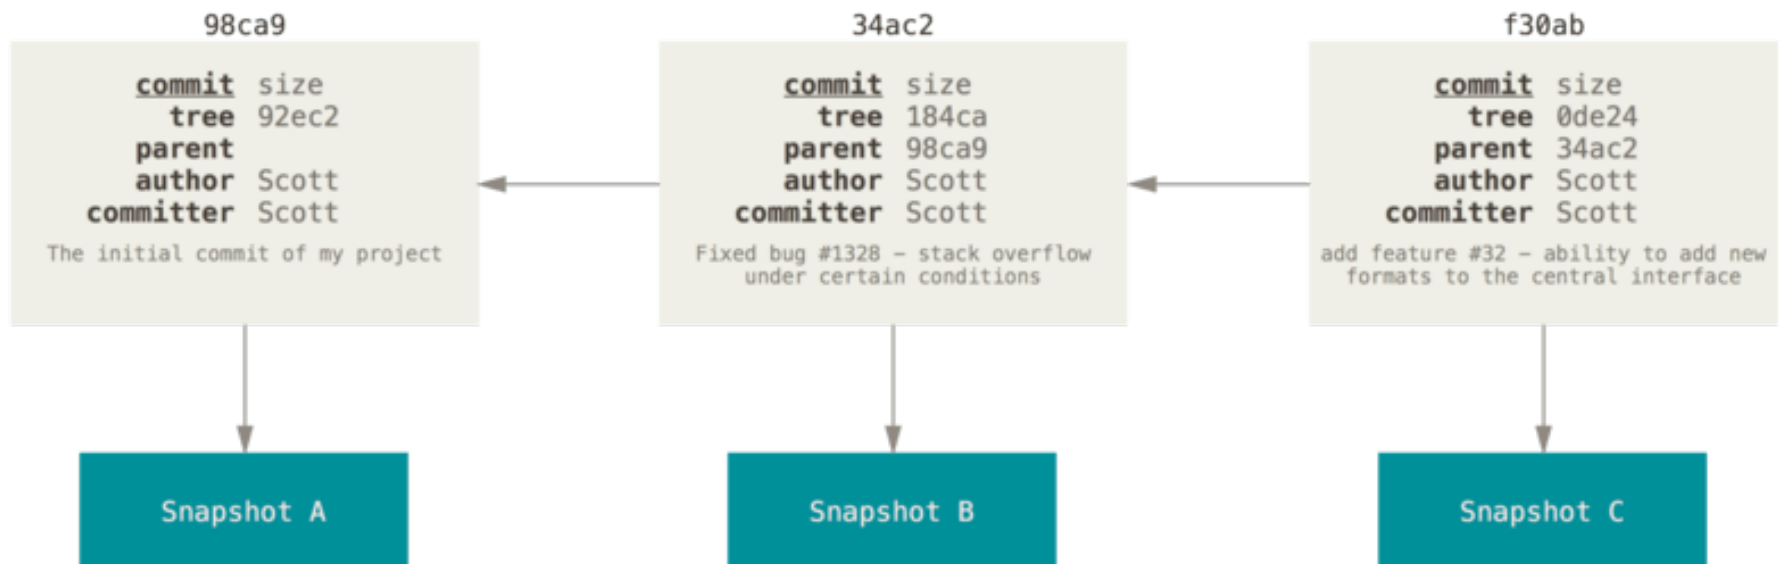 98ca9
commit size
tree 92ec2
parent
author Scott
committer Scott
The initial commit of my project
Snapshot A
34ac2
commit size
tree 184ca
parent 98ca9
author Scott
committer Scott
Fixed bug #1328 – stack overflow
under certain conditions
Snapshot B
f30ab
commit size
tree 0de24
parent 34ac2
author Scott
committer Scott
add feature #32 – ability to add new
formats to the central interface
Snapshot C